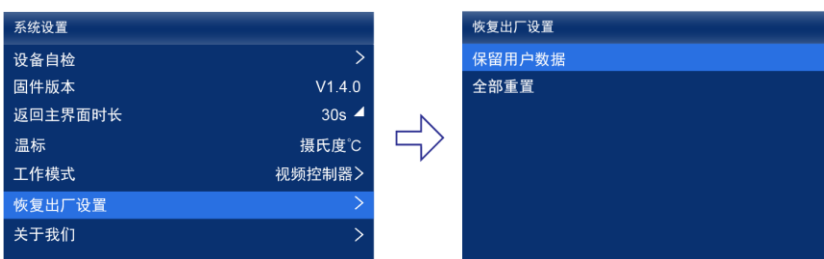 系统设置
设备自检
固件版本 V1.4.0
返回主界面时长 30s
温标 摄氏度°C
工作模式 视频控制器
恢复出厂设置
关于我们
恢复出厂设置
保留用户数据
全部重置